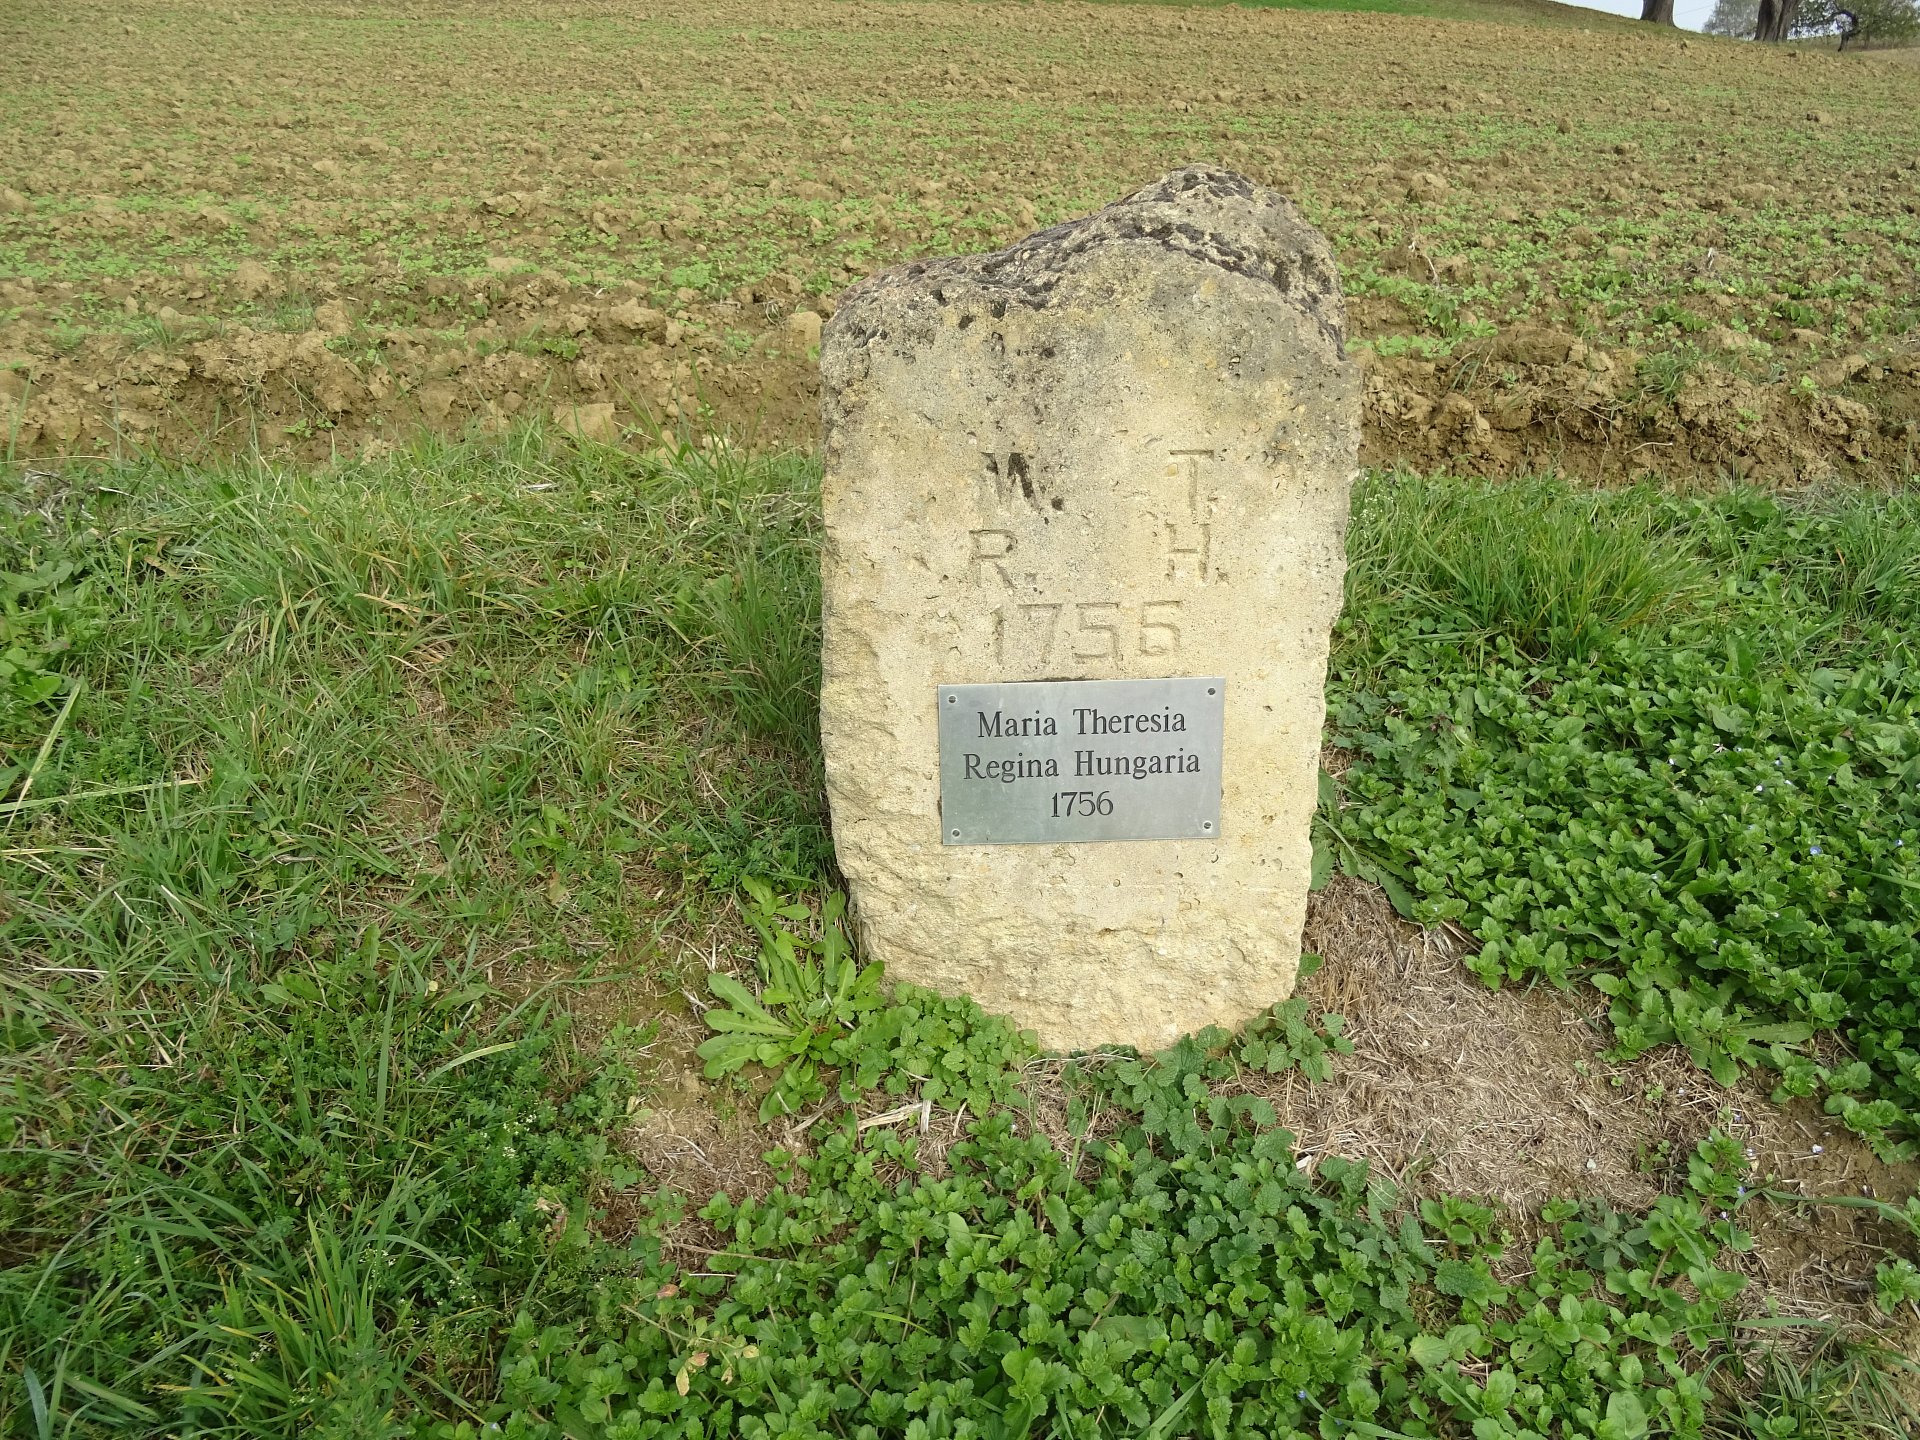 M. T.
R. H.
1756
Maria Theresia
Regina Hungaria
1756